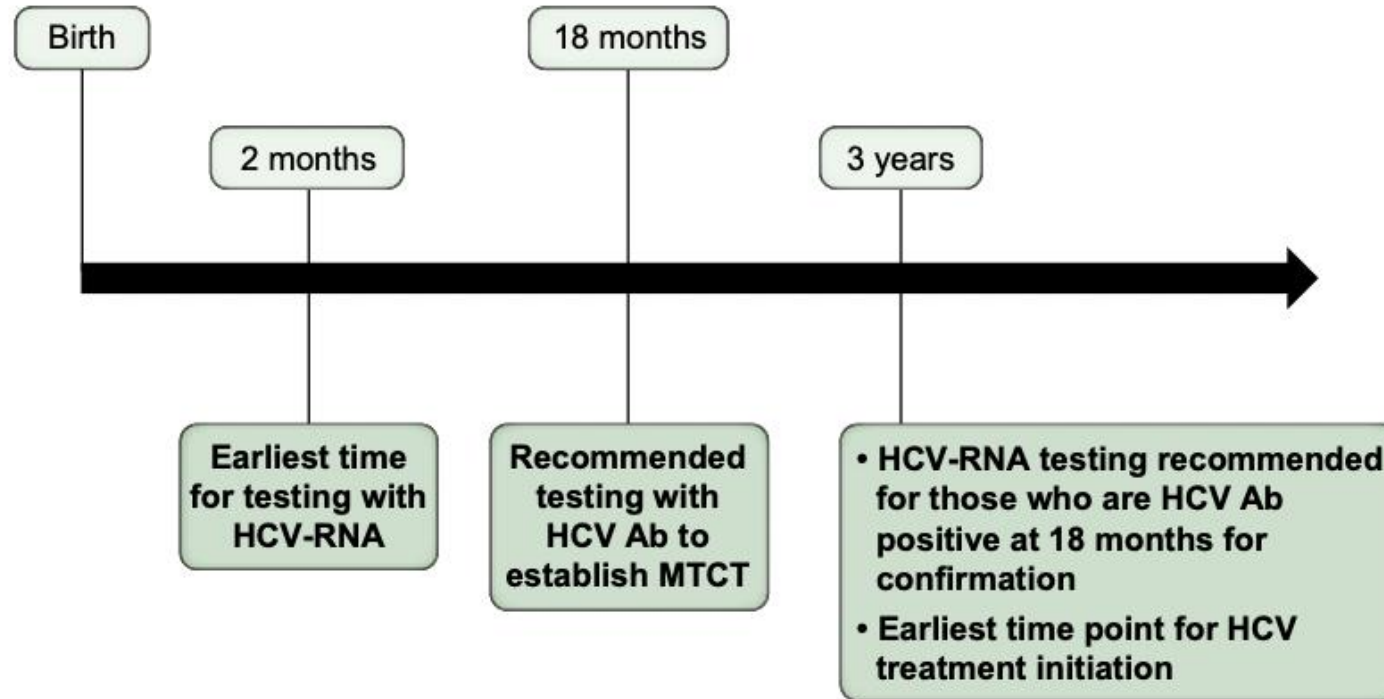 Birth
18 months
2 months
3 years
Earliest time
for testing with
HCV-RNA
Recommended
testing with
HCV Ab to
establish MTCT
• HCV-RNA testing recommended
for those who are HCV Ab
positive at 18 months for
confirmation
• Earliest time point for HCV
treatment initiation